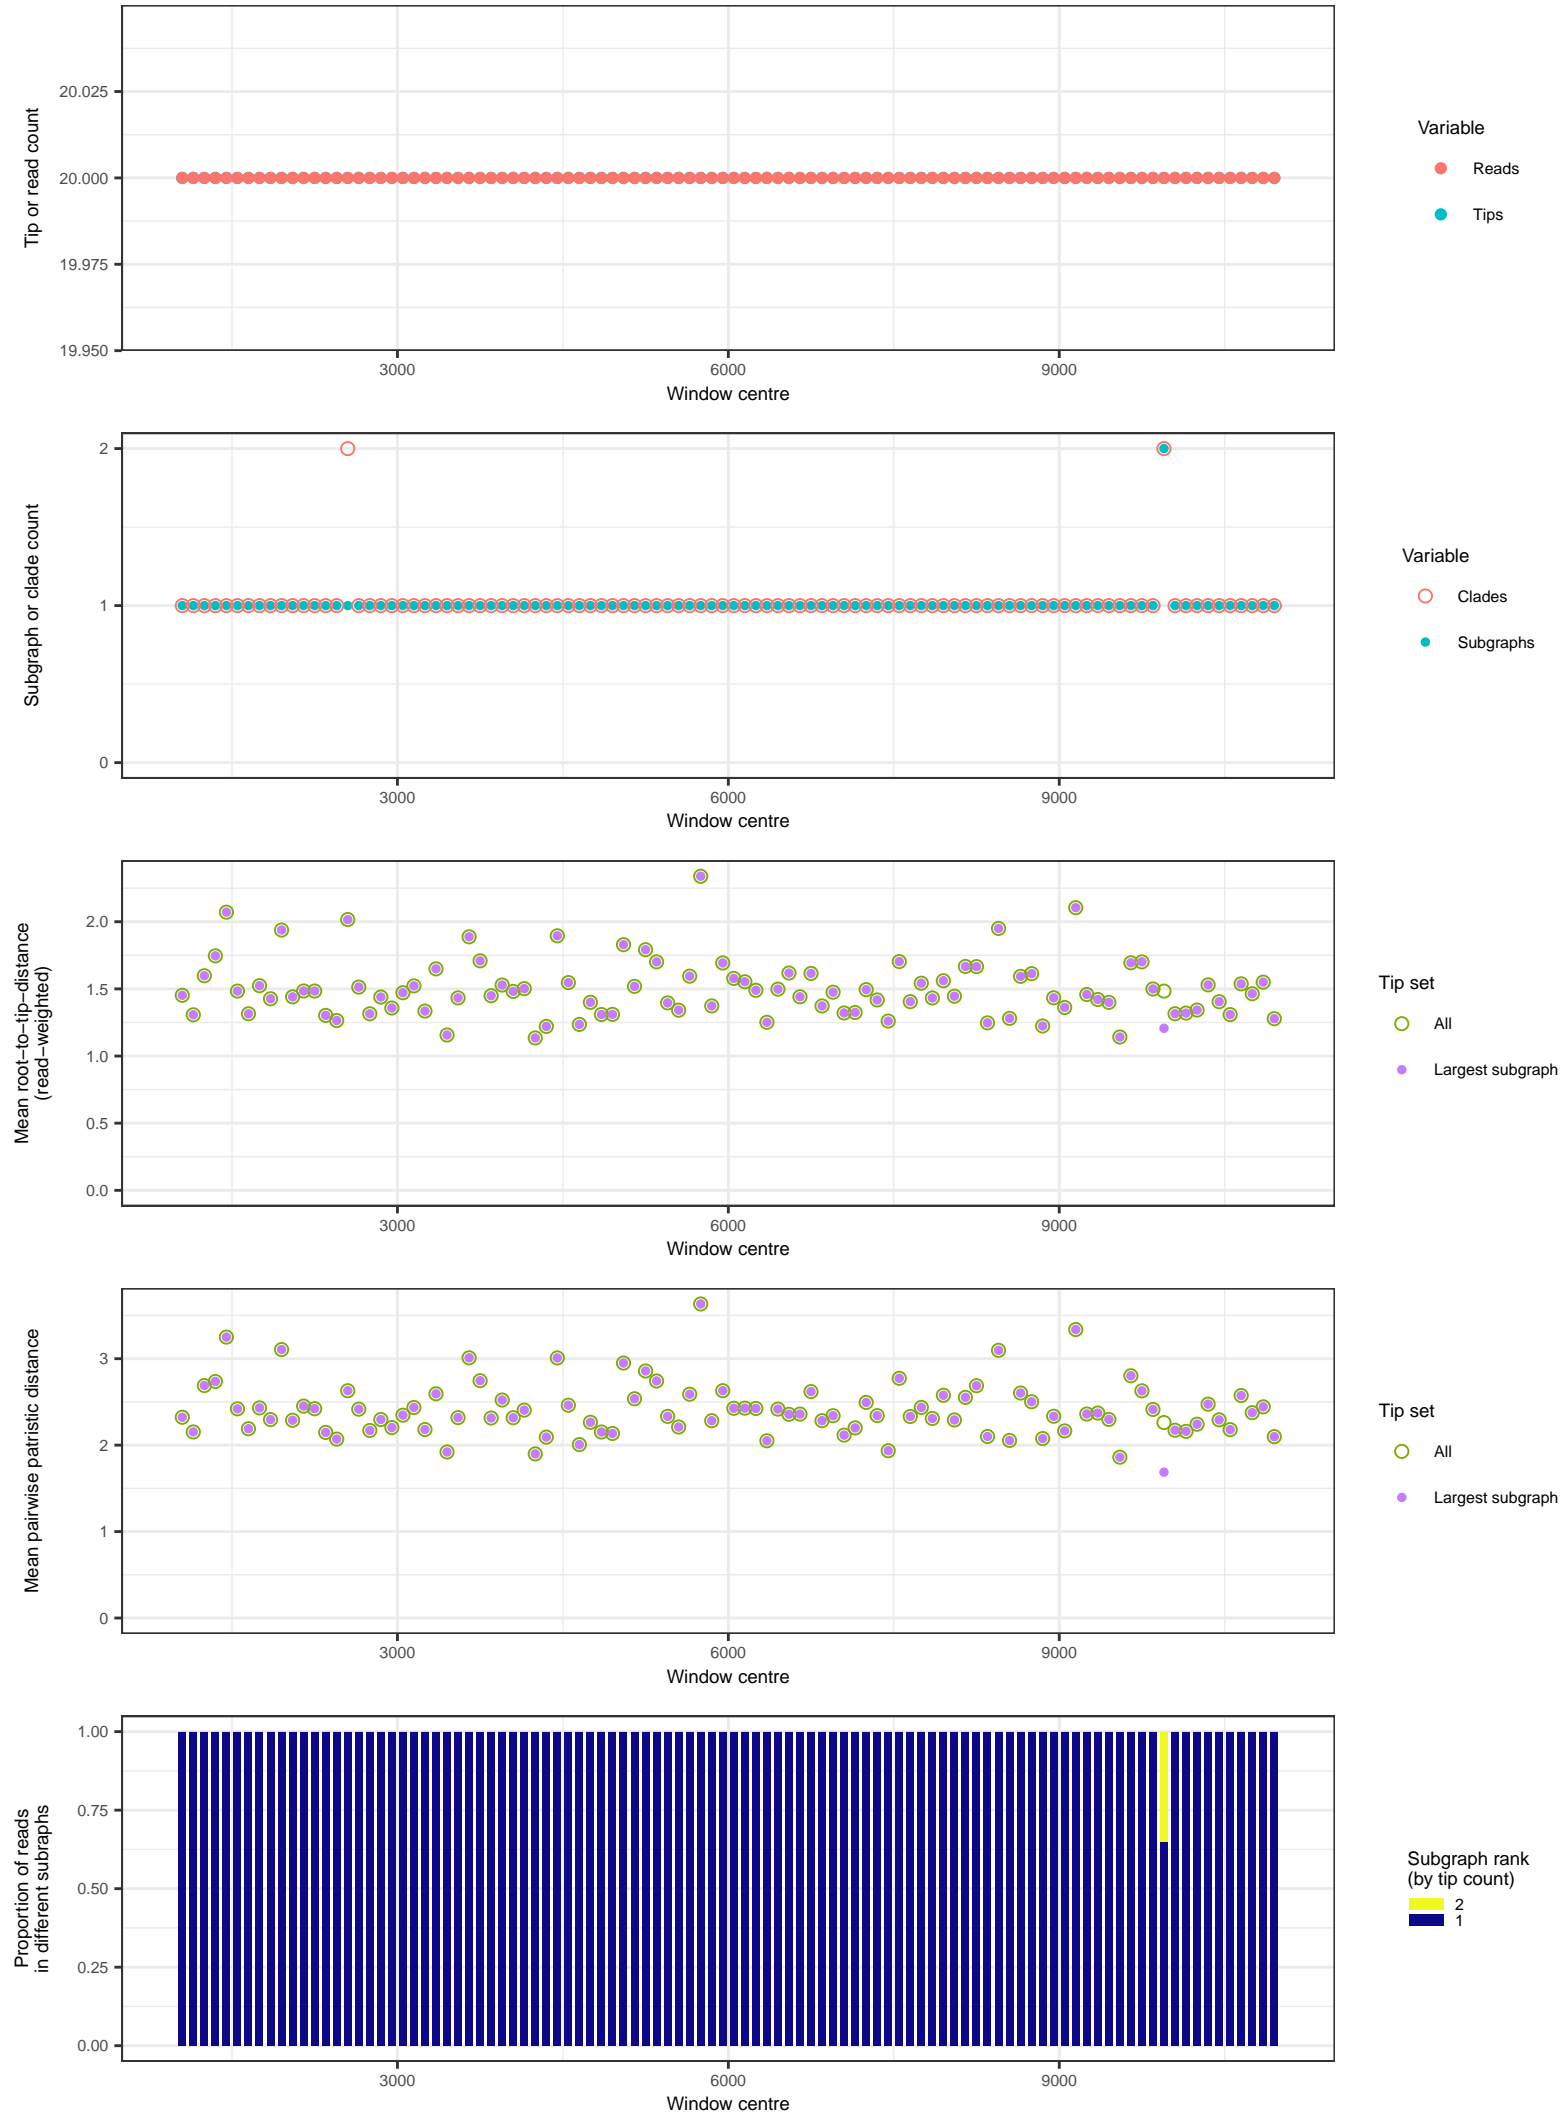 20.025
20.000
19.975
19.950
Tip or read count
3000 6000 9000
Window centre
Variable
Reads
Tips
2
1
0
Subgraph or clade count
3000 6000 9000
Window centre
Variable
Clades
Subgraphs
2.0
1.5
1.0
0.5
0.0
Mean root−to−tip−distance
(read−weighted)
3000 6000 9000
Window centre
Tip set
All
Largest subgraph
3
2
1
0
Mean pairwise patristic distance
3000 6000 9000
Window centre
Tip set
All
Largest subgraph
1.00
0.75
0.50
0.25
0.00
Proportion of reads
in different subraphs
3000 6000 9000
Window centre
Subgraph rank
(by tip count)
2
1